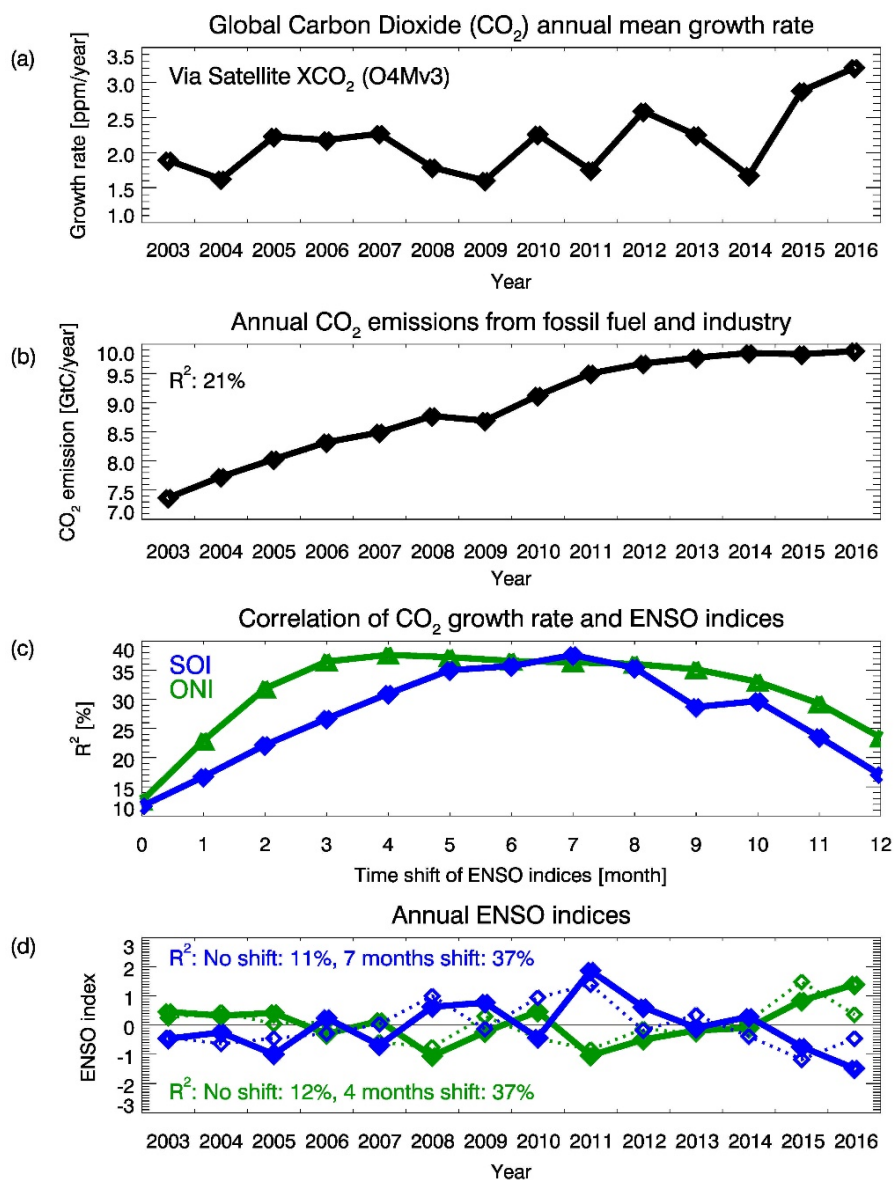 Global Carbon Dioxide (CO₂) annual mean growth rate
(a)
Via Satellite XCO₂ (O4Mv3)
Growth rate [ppm/year]
3.5
3.0
2.5
2.0
1.5
1.0
2003 2004 2005 2006 2007 2008 2009 2010 2011 2012 2013 2014 2015 2016
Year
Annual CO₂ emissions from fossil fuel and industry
(b)
R²: 21%
CO₂ emission [GtC/year]
10.0
9.5
9.0
8.5
8.0
7.5
7.0
2003 2004 2005 2006 2007 2008 2009 2010 2011 2012 2013 2014 2015 2016
Year
Correlation of CO₂ growth rate and ENSO indices
(c)
SOI
ONI
R² [%]
40
35
30
25
20
15
10
0 1 2 3 4 5 6 7 8 9 10 11 12
Time shift of ENSO indices [month]
Annual ENSO indices
(d)
R²: No shift: 11%, 7 months shift: 37%
ENSO index
3
2
1
0
-1
-2
-3
R²: No shift: 12%, 4 months shift: 37%
2003 2004 2005 2006 2007 2008 2009 2010 2011 2012 2013 2014 2015 2016
Year